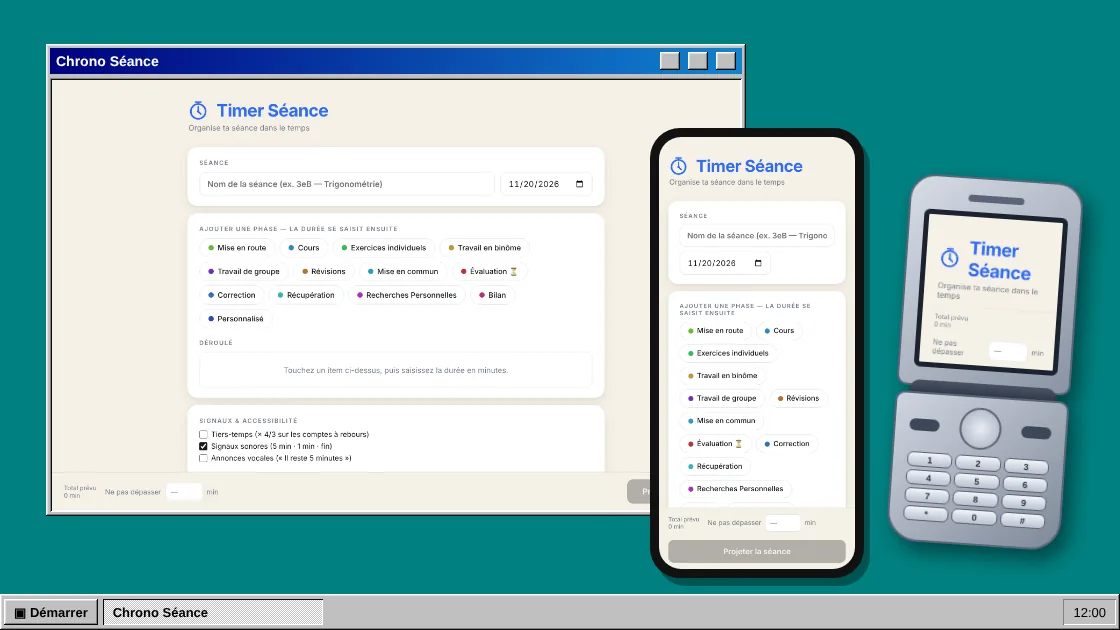 Chrono Séance
Timer Séance
Organise ta séance dans le temps
SÉANCE
Nom de la séance (ex. 3eB — Trigonométrie)
11/20/2026
AJOUTER UNE PHASE — LA DURÉE SE SAISIT ENSUITE
Mise en route
Cours
Exercices individuels
Travail en binôme
Travail de groupe
Révisions
Mise en commun
Évaluation ⏳
Correction
Récupération
Recherches Personnelles
Bilan
Personnalisé
DÉROULÉ
Touchez un item ci-dessus, puis saisissez la durée en minutes.
SIGNAUX & ACCESSIBILITÉ
Tiers-temps (× 4/3 sur les comptes à rebours)
Signaux sonores (5 min · 1 min · fin)
Annonces vocales (« Il reste 5 minutes »)
Total prévu
0 min
Ne pas dépasser
—
min
Timer Séance
Organise ta séance dans le temps
SÉANCE
Nom de la séance (ex. 3eB — Trigono
11/20/2026
AJOUTER UNE PHASE — LA DURÉE SE
SAISIT ENSUITE
Mise en route
Cours
Exercices individuels
Travail en binôme
Travail de groupe
Révisions
Mise en commun
Évaluation ⏳
Correction
Récupération
Recherches Personnelles
Total prévu
0 min
Ne pas dépasser
—
min
Projeter la séance
Timer
Séance
Organise ta séance dans le
temps
Total prévu
0 min
Ne pas
dépasser
—
min
1 2 3
4 5 6
7 8 9
* 0 #
▣ Démarrer
Chrono Séance
12:00